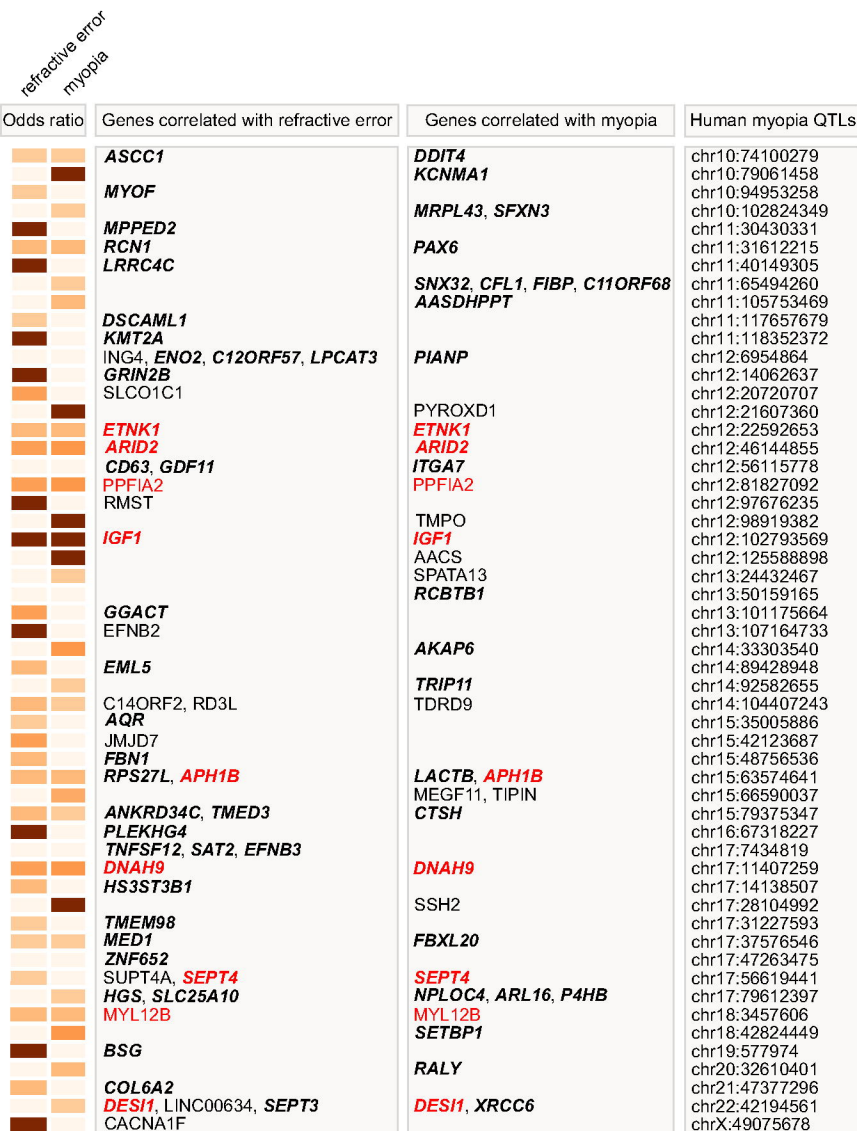 refractive error
myopia
Odds ratio Genes correlated with refractive error Genes correlated with myopia Human myopia QTLs
ASCC1 DDIT4 chr10:74100279
KCNMA1 chr10:79061458
MYOF chr10:94953258
MRPL43, SFXN3 chr10:102824349
MPPED2 chr11:30430331
RCN1 PAX6 chr11:31612215
LRRC4C chr11:40149305
SNX32, CFL1, FIBP, C11ORF68 chr11:65494260
AASDHPPT chr11:105753469
DSCAML1 chr11:117657679
KMT2A chr11:118352372
ING4, ENO2, C12ORF57, LPCAT3 PIANP chr12:6954864
GRIN2B chr12:14062637
SLCO1C1 chr12:20720707
PYROXD1 chr12:21607360
ETNK1 ETNK1 chr12:22592653
ARID2 ARID2 chr12:46144855
CD63, GDF11 ITGA7 chr12:56115778
PPFIA2 PPFIA2 chr12:81827092
RMST chr12:97676235
TMPO chr12:98919382
IGF1 IGF1 chr12:102793569
AACS chr12:125588898
SPATA13 chr13:24432467
RCBTB1 chr13:50159165
GGACT chr13:101175664
EFNB2 chr13:107164733
AKAP6 chr14:33303540
EML5 chr14:89428948
TRIP11 chr14:92582655
C14ORF2, RD3L TDRD9 chr14:104407243
AQR chr15:35005886
JMJD7 chr15:42123687
FBN1 chr15:48756536
RPS27L, APH1B LACTB, APH1B chr15:63574641
MEGF11, TIPIN chr15:66590037
ANKRD34C, TMED3 CTSH chr15:79375347
PLEKHG4 chr16:67318227
TNFSF12, SAT2, EFNB3 chr17:7434819
DNAH9 DNAH9 chr17:11407259
HS3ST3B1 chr17:14138507
SSH2 chr17:28104992
TMEM98 chr17:31227593
MED1 FBXL20 chr17:37576546
ZNF652 chr17:47263475
SUPT4A, SEPT4 SEPT4 chr17:56619441
HGS, SLC25A10 NPLOC4, ARL16, P4HB chr17:79612397
MYL12B MYL12B chr18:3457606
SETBP1 chr18:42824449
BSG chr19:577974
RALY chr20:32610401
COL6A2 chr21:47377296
DESI1, LINC00634, SEPT3 DESI1, XRCC6 chr22:42194561
CACNA1F chrX:49075678